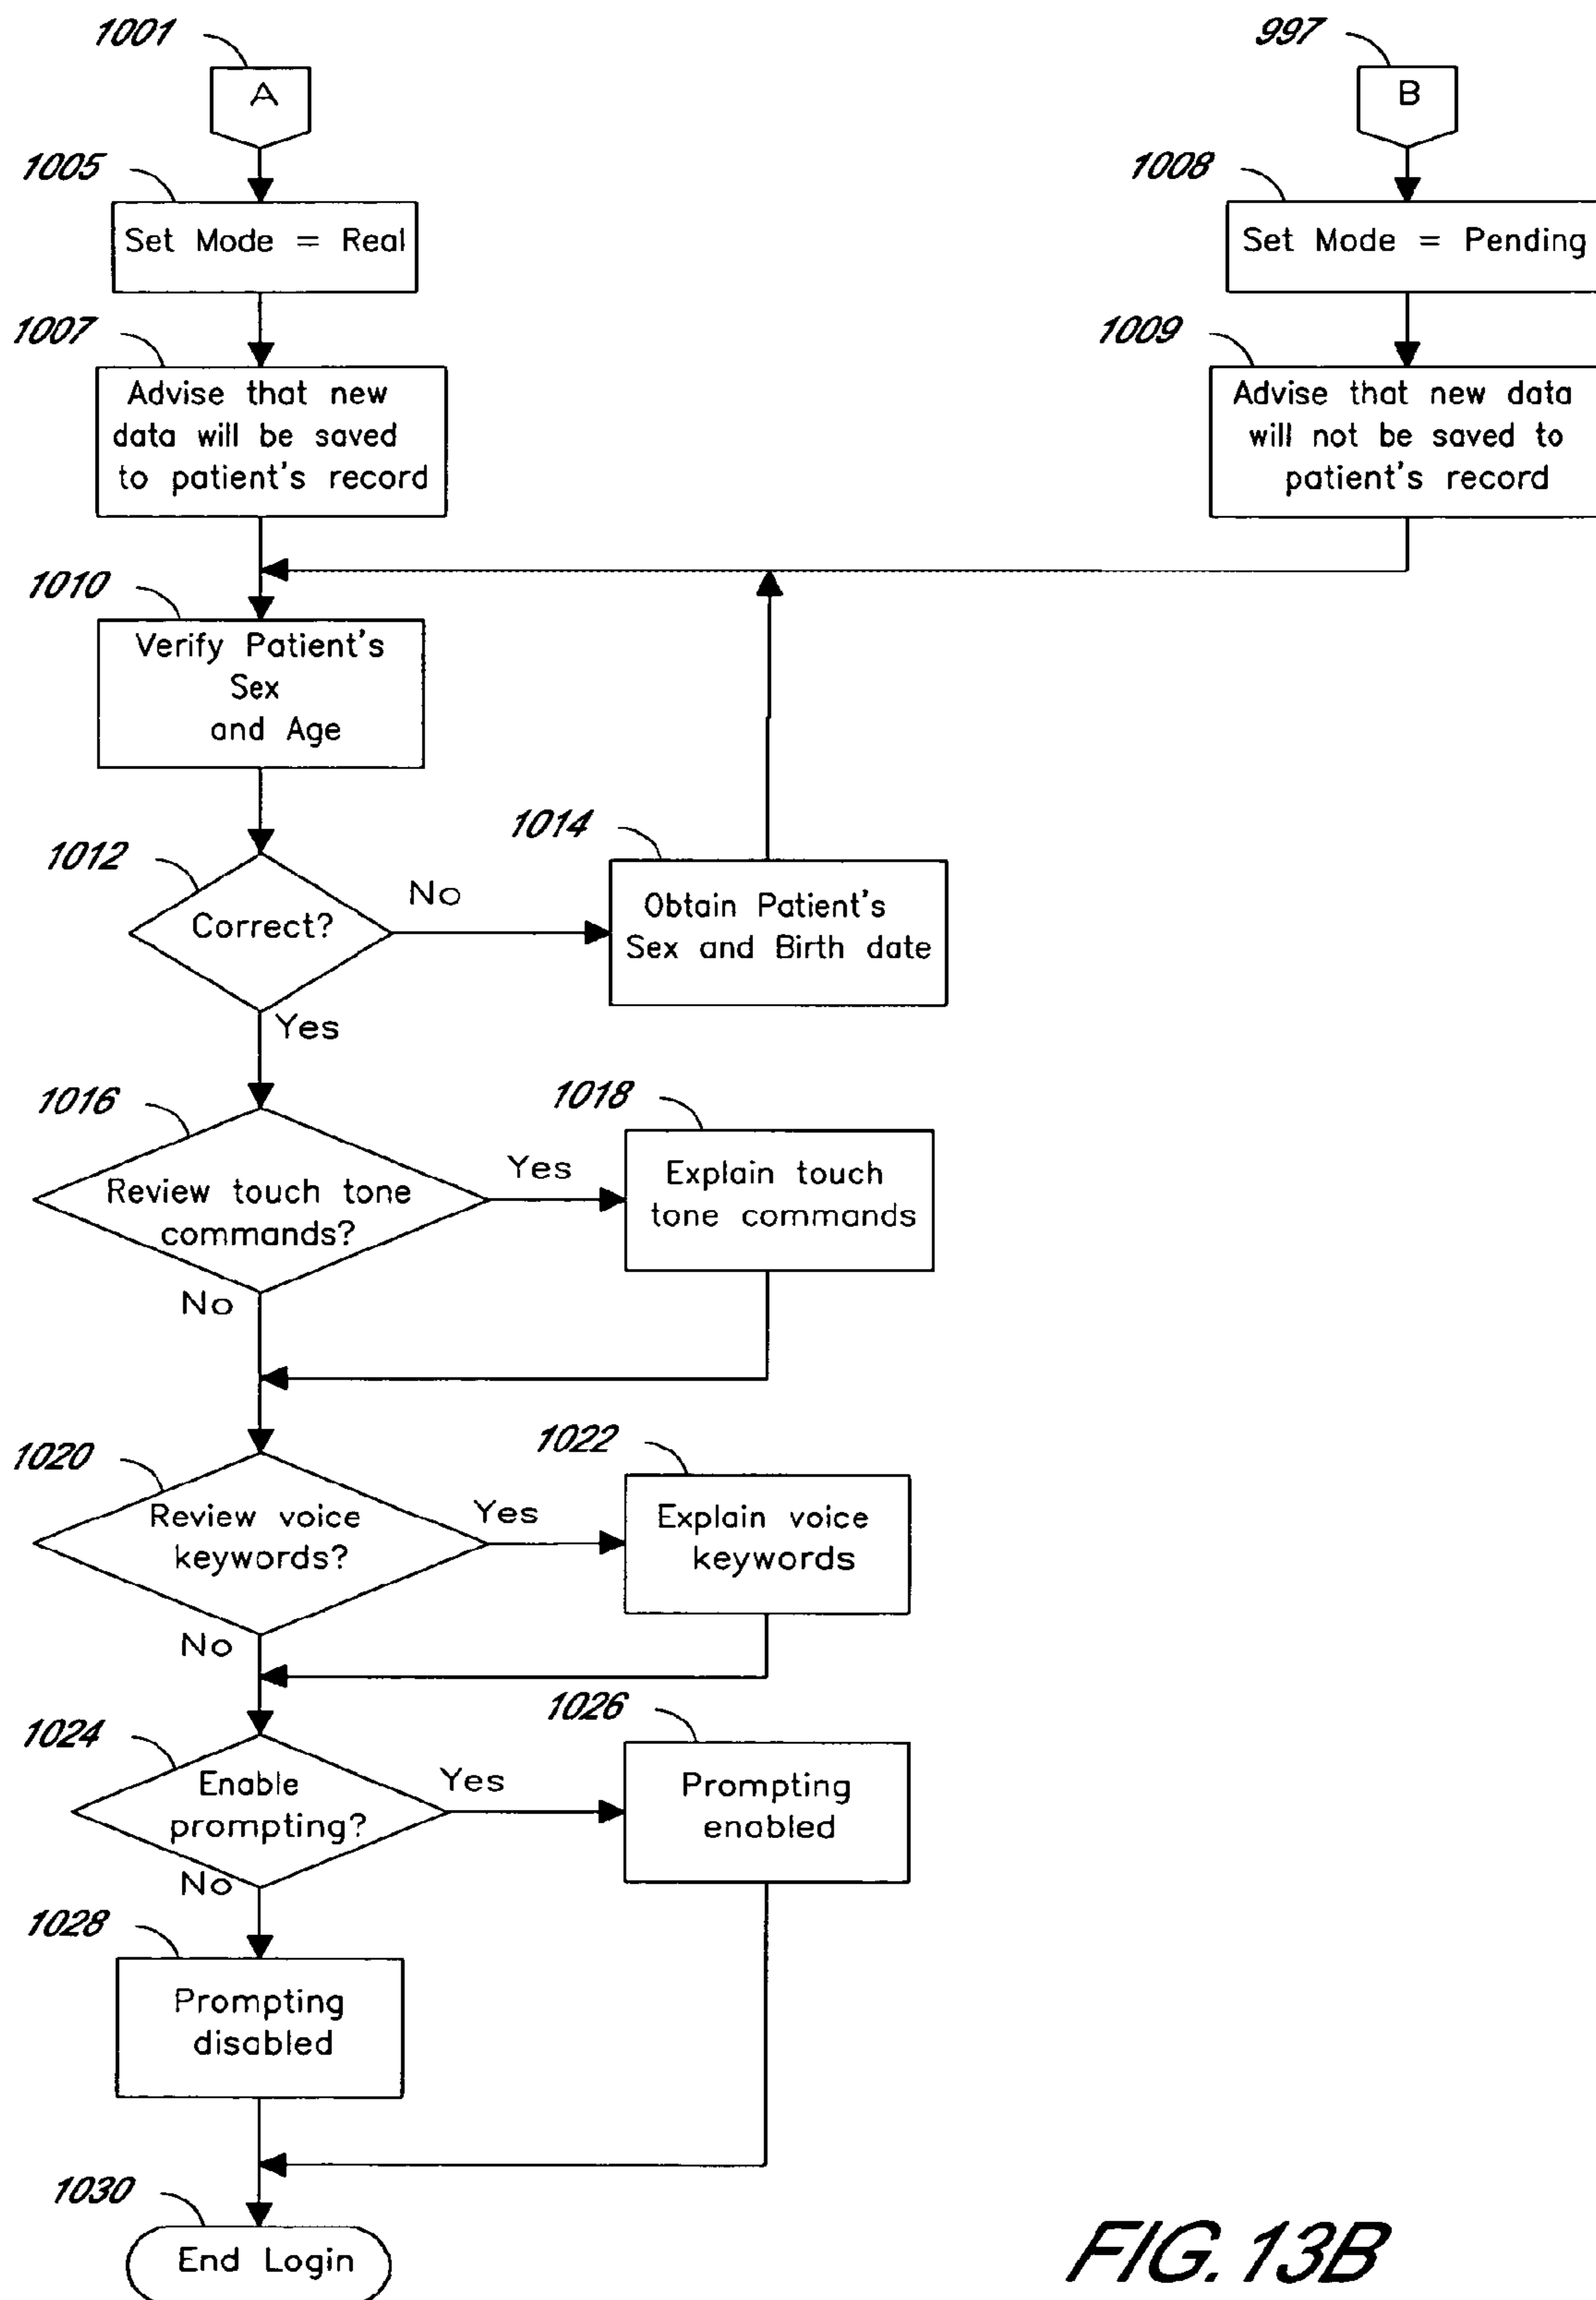 1001
A
997
B
1005
Set Mode = Real
1008
Set Mode = Pending
1007
Advise that new
data will be saved
to patient's record
1009
Advise that new data
will not be saved to
patient's record
1010
Verify Patient's
Sex
and Age
1012
Correct?
No
1014
Obtain Patient's
Sex and Birth date
Yes
1016
Review touch tone
commands?
Yes
1018
Explain touch
tone commands
No
1020
Review voice
keywords?
Yes
1022
Explain voice
keywords
No
1024
Enable
prompting?
Yes
1026
Prompting
enabled
No
1028
Prompting
disabled
1030
End Login
FIG. 13B